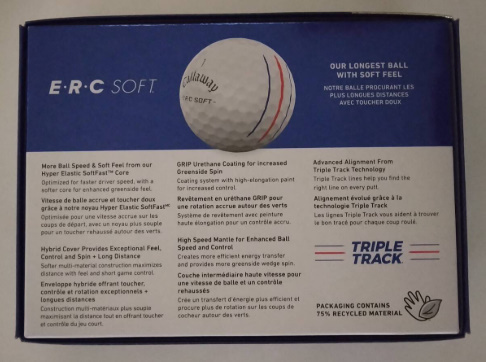 E·R·C SOFT
Callaway
ERC SOFT
OUR LONGEST BALL
WITH SOFT FEEL
NOTRE BALLE PROCURANT LES
PLUS LONGUES DISTANCES
AVEC TOUCHER DOUX
More Ball Speed & Soft Feel from our
Hyper Elastic SoftFast™ Core
Optimized for faster driver speed, with a
softer core for enhanced greenside feel.
Vitesse de balle accrue et toucher doux
grâce à notre noyau Hyper Elastic SoftFast™
Optimisée pour une vitesse accrue sur les
coups de départ, avec un noyau plus souple
pour un toucher rehaussé autour des verts.
Hybrid Cover Provides Exceptional Feel,
Control and Spin + Long Distance
Softer multi-material construction maximizes
distance with feel and short game control.
Enveloppe hybride offrant toucher,
contrôle et rotation exceptionnels +
longues distances
Construction multi-matériaux plus souple
maximisant la distance tout en offrant toucher
et contrôle du jeu court.
GRIP Urethane Coating for increased
Greenside Spin
Coating system with high-elongation paint
for increased control.
Revêtement en uréthane GRIP pour
une rotation accrue autour des verts
Système de revêtement avec peinture
haute élongation pour un contrôle accru.
High Speed Mantle for Enhanced Ball
Speed and Control
Creates more efficient energy transfer
and provides more greenside wedge spin.
Couche intermédiaire haute vitesse pour
une vitesse de balle et un contrôle
rehaussés
Crée un transfert d'énergie plus efficient et
procure plus de rotation sur les coups de
cocheur autour des verts.
Advanced Alignment From
Triple Track Technology
Triple Track lines help you find the
right line on every putt.
Alignement évolué grâce à la
technologie Triple Track
Les lignes Triple Track vous aident à trouver
le bon tracé pour chaque coup roulé.
TRIPLE
TRACK
PACKAGING CONTAINS
75% RECYCLED MATERIAL